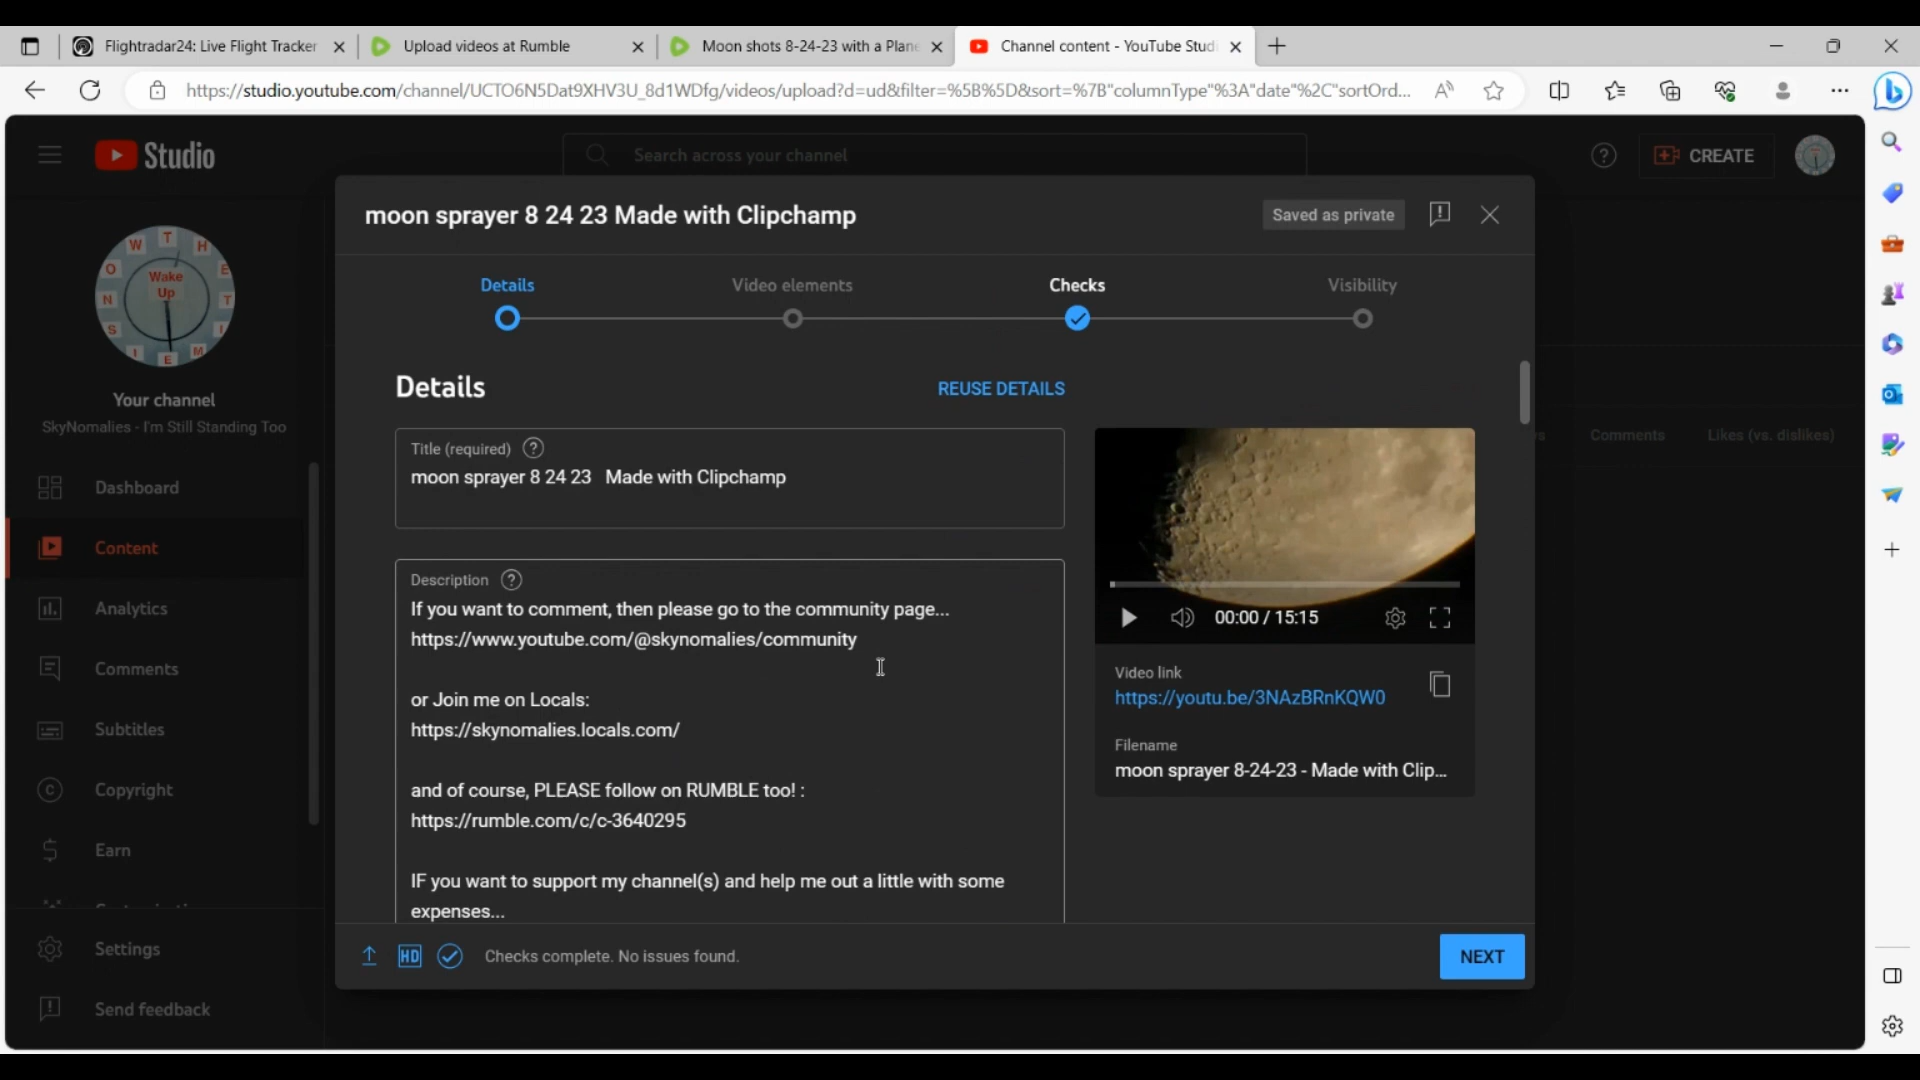 Flightradar24: Live Flight Tracker
Upload videos at Rumble
Moon shots 8-24-23 with a Plane
Channel content - YouTube Studi
https://studio.youtube.com/channel/UCTO6N5Dat9XHV3U_8d1WDfg/videos/upload?d=ud&filter=%5B%5D&sort=%7B"columnType"%3A"date"%2C"sortOrd...
Studio
Search across your channel
CREATE
moon sprayer 8 24 23 Made with Clipchamp
Saved as private
Details
Video elements
Checks
Visibility
W T H E T I M E I S N O
Wake
Up
Your channel
SkyNomalies - I'm Still Standing Too
Dashboard
Content
Analytics
Comments
Subtitles
Copyright
Earn
Settings
Send feedback
Details
REUSE DETAILS
Title (required)
moon sprayer 8 24 23 Made with Clipchamp
Description
If you want to comment, then please go to the community page...
https://www.youtube.com/@skynomalies/community
or Join me on Locals:
https://skynomalies.locals.com/
and of course, PLEASE follow on RUMBLE too! :
https://rumble.com/c/c-3640295
IF you want to support my channel(s) and help me out a little with some
expenses...
00:00 / 15:15
Video link
https://youtu.be/3NAzBRnKQW0
Filename
moon sprayer 8-24-23 - Made with Clip...
Comments
Likes (vs. dislikes)
HD
Checks complete. No issues found.
NEXT